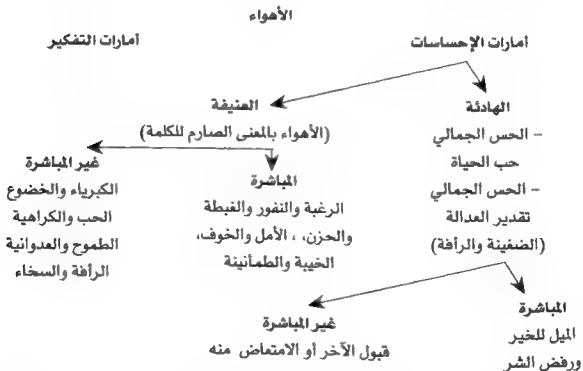 الأهواء
أمارات الإحساسات
أمارات التفكير
الهادئة
– الحس الجمالي
حب الحياة
– الحس الجمالي
تقدير العدالة
(الضغينة والرأفة)
العنيفة
(الأهواء بالمعنى الصارم للكلمة)
المباشرة
الرغبة والنفور والغبطة
والحزن، ، الأمل والخوف،
الخيبة والطمأنينة
غير المباشرة
الكبرياء والخضوع
الحب والكراهية
الطموح والعدوانية
الرأفة والسخاء
المباشرة
الميل للخير
ورفض الشر
غير المباشرة
قبول الآخر أو الامتعاض منه